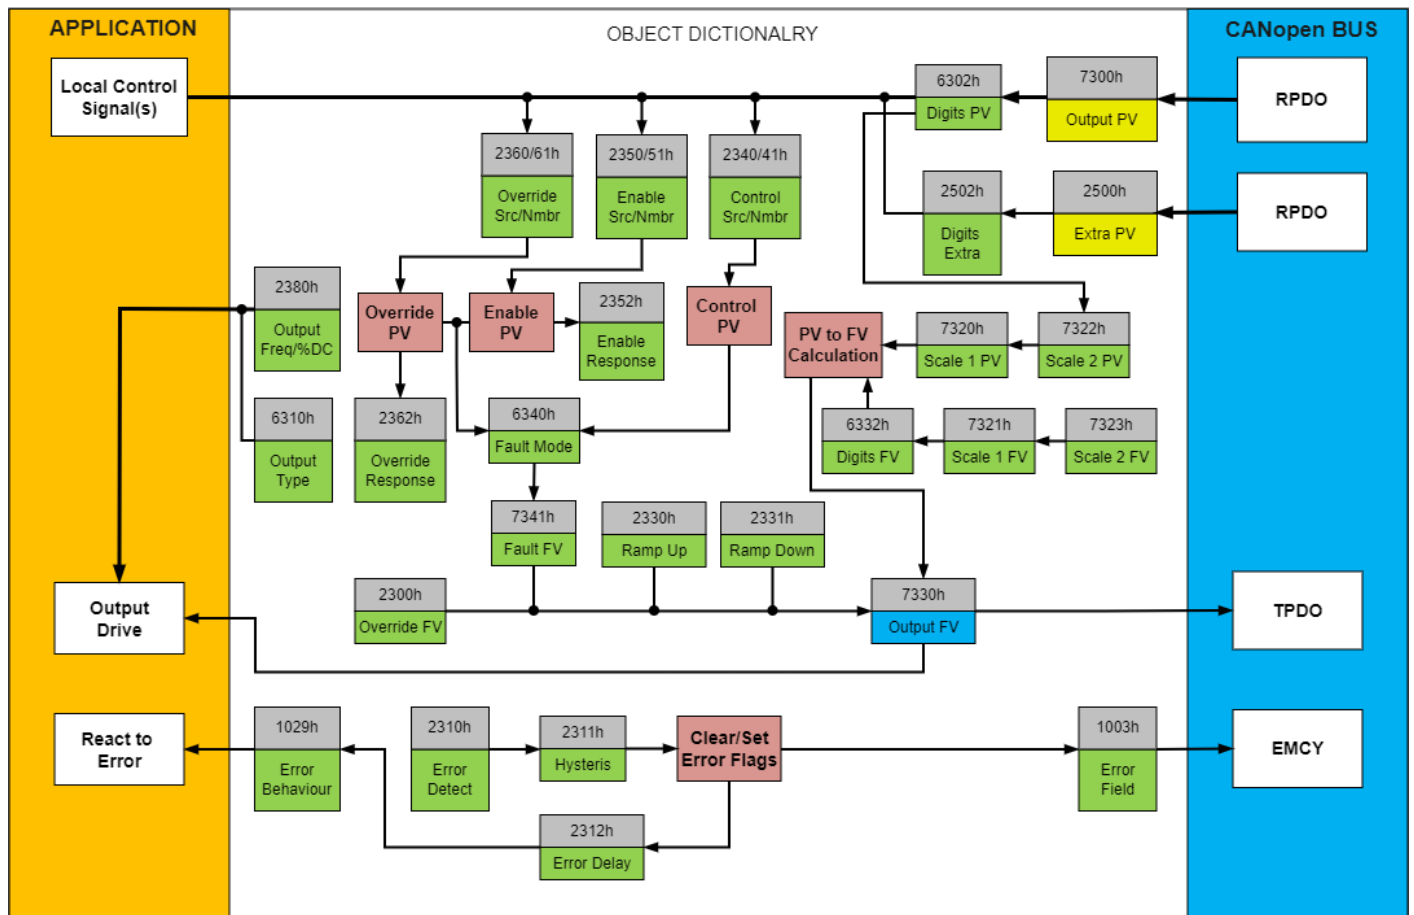 APPLICATION
OBJECT DICTIONALRY
CANopen BUS
Local Control
Signal(s)
6302h
Digits PV
7300h
Output PV
RPDO
2360/61h
Override
Src/Nmbr
2350/51h
Enable
Src/Nmbr
2340/41h
Control
Src/Nmbr
2502h
Digits
Extra
2500h
Extra PV
RPDO
2380h
Output
Freq/%DC
Override
PV
Enable
PV
2352h
Enable
Response
Control
PV
PV to FV
Calculation
7320h
Scale 1 PV
7322h
Scale 2 PV
6310h
Output
Type
2362h
Override
Response
6340h
Fault Mode
6332h
Digits FV
7321h
Scale 1 FV
7323h
Scale 2 FV
7341h
Fault FV
2330h
Ramp Up
2331h
Ramp Down
Output
Drive
2300h
Override FV
7330h
Output FV
TPDO
React to
Error
1029h
Error
Behaviour
2310h
Error
Detect
2311h
Hysteris
Clear/Set
Error Flags
1003h
Error
Field
EMCY
2312h
Error Delay